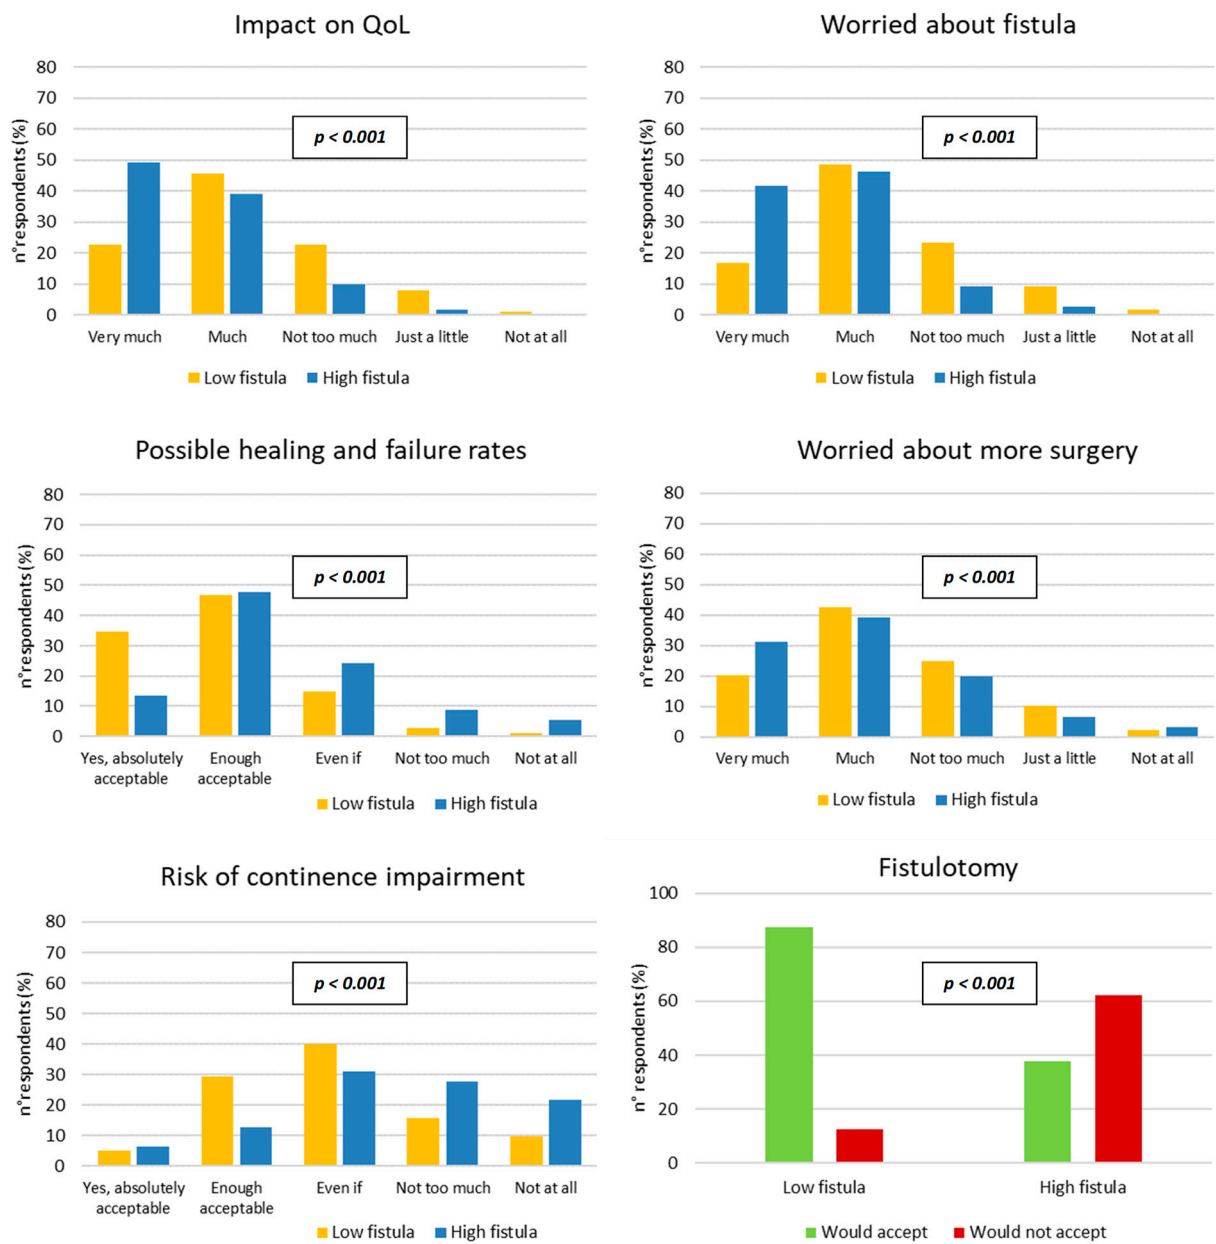 Impact on QoL
n°respondents (%)
80
70
60
50
40
30
20
10
0
p < 0.001
Very much Much Not too much Just a little Not at all
Low fistula High fistula
Worried about fistula
n°respondents (%)
80
70
60
50
40
30
20
10
0
p < 0.001
Very much Much Not too much Just a little Not at all
Low fistula High fistula
Possible healing and failure rates
n°respondents (%)
80
70
60
50
40
30
20
10
0
p < 0.001
Yes, absolutely Enough Even if Not too much Not at all
acceptable acceptable
Low fistula High fistula
Worried about more surgery
n°respondents (%)
80
70
60
50
40
30
20
10
0
p < 0.001
Very much Much Not too much Just a little Not at all
Low fistula High fistula
Risk of continence impairment
n°respondents (%)
80
70
60
50
40
30
20
10
0
p < 0.001
Yes, absolutely Enough Even if Not too much Not at all
acceptable acceptable
Low fistula High fistula
Fistulotomy
n° respondents (%)
100
80
60
40
20
0
p < 0.001
Low fistula High fistula
Would accept Would not accept